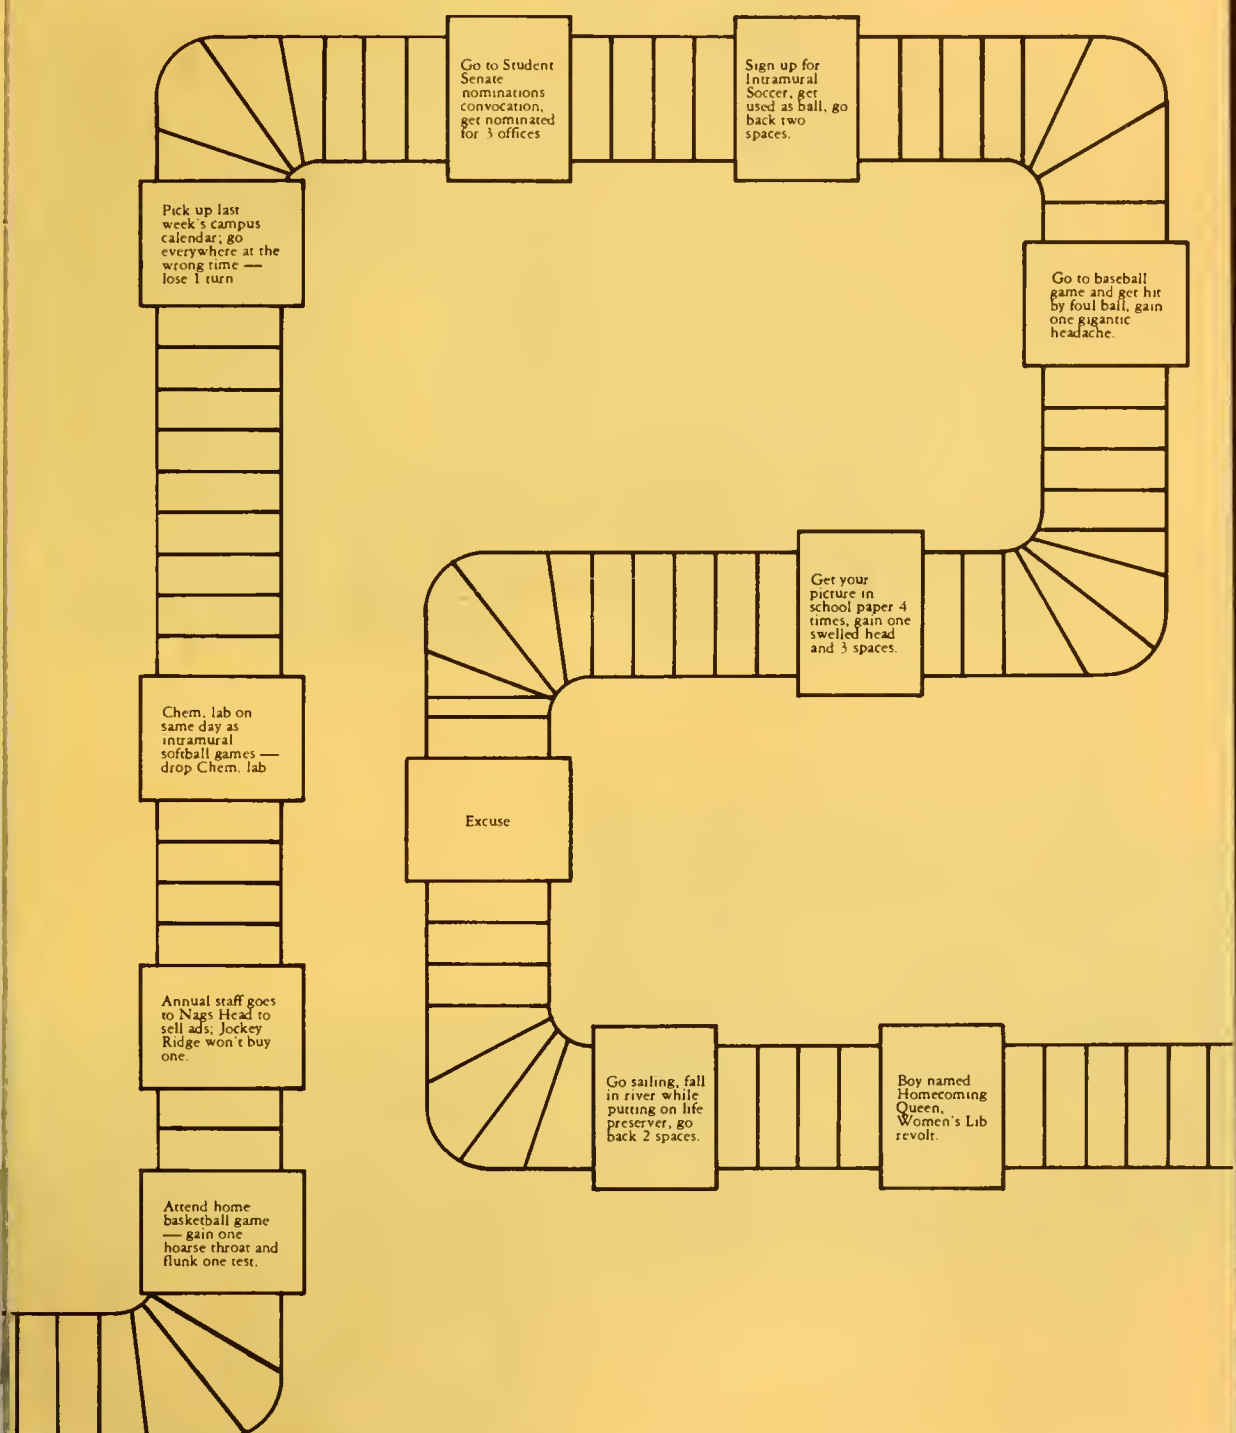 Go to Student
Senate
nominations
convocation,
get nominated
for 3 offices
Sign up for
Intramural
Soccer, get
used as ball, go
back two
spaces.
Pick up last
week's campus
calendar; go
everywhere at the
wrong time —
lose 1 turn
Go to baseball
game and get hit
by foul ball, gain
one gigantic
headache.
Get your
picture in
school paper 4
times, gain one
swelled head
and 3 spaces.
Chem. lab on
same day as
intramural
softball games —
drop Chem. lab
Excuse
Annual staff goes
to Nags Head to
sell ads; Jockey
Ridge won't buy
one.
Go sailing, fall
in river while
putting on life
preserver, go
back 2 spaces.
Boy named
Homecoming
Queen,
Women's Lib
revolt.
Attend home
basketball game
— gain one
hoarse throat and
flunk one test.